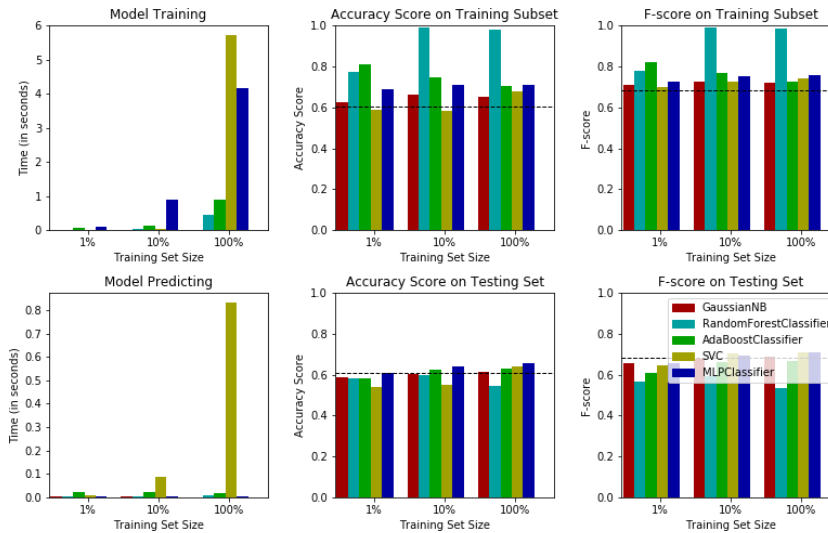 Model Training
Time (in seconds)
6
5
4
3
2
1
0
1% 10% 100%
Training Set Size
Accuracy Score on Training Subset
Accuracy Score
1.0
0.8
0.6
0.4
0.2
0.0
1% 10% 100%
Training Set Size
F-score on Training Subset
F-score
1.0
0.8
0.6
0.4
0.2
0.0
1% 10% 100%
Training Set Size
Model Predicting
Time (in seconds)
0.8
0.7
0.6
0.5
0.4
0.3
0.2
0.1
0.0
1% 10% 100%
Training Set Size
Accuracy Score on Testing Set
Accuracy Score
1.0
0.8
0.6
0.4
0.2
0.0
1% 10% 100%
Training Set Size
F-score on Testing Set
F-score
1.0
0.8
0.6
0.4
0.2
0.0
GaussianNB
RandomForestClassifier
AdaBoostClassifier
SVC
MLPClassifier
1% 10% 100%
Training Set Size